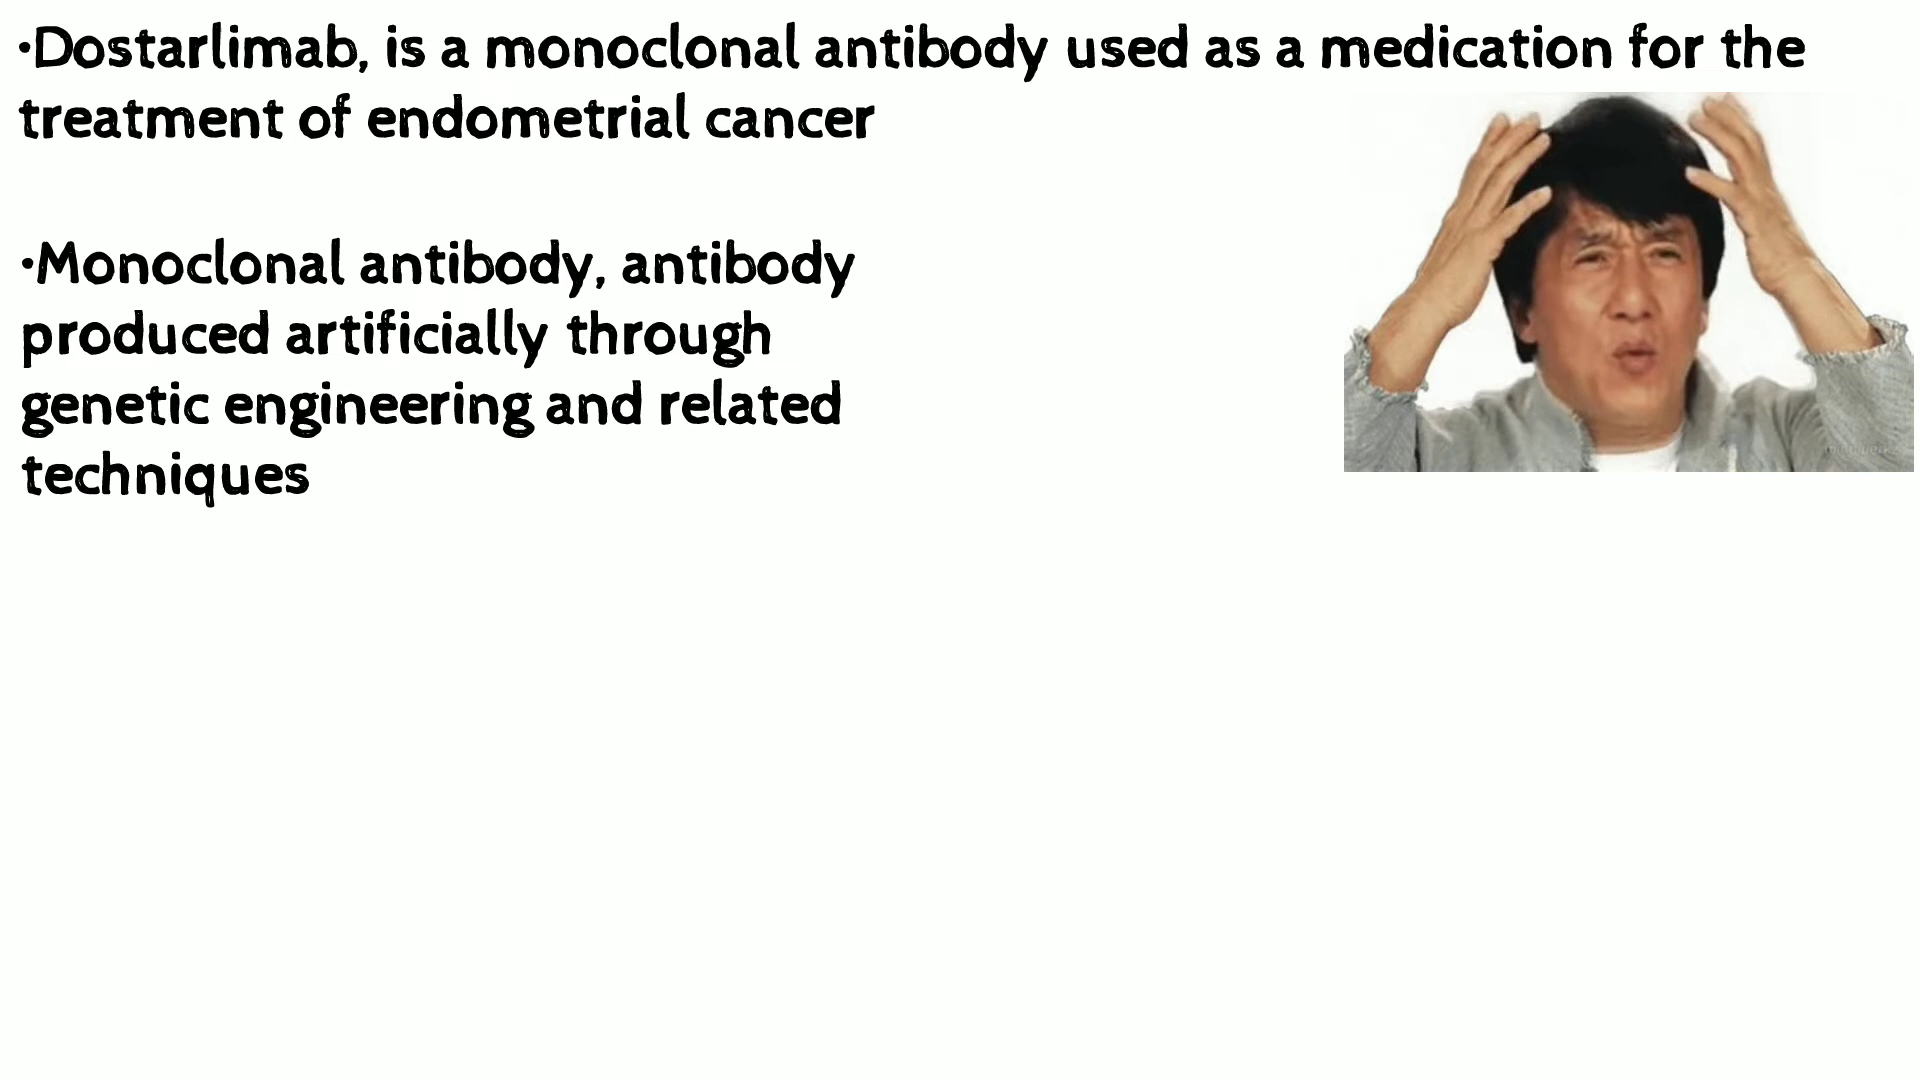 •Dostarlimab, is a monoclonal antibody used as a medication for the
treatment of endometrial cancer
•Monoclonal antibody, antibody
produced artificially through
genetic engineering and related
techniques